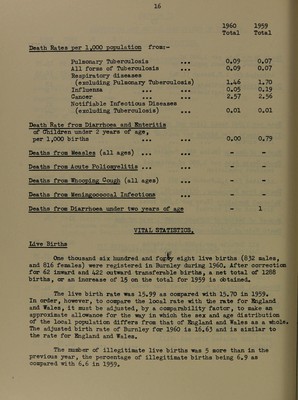 16
1960 1959
Total Total
Death Rates per 1,000 population from:-
Pulmonary Tuberculosis ... 0.09 0.07
All forms of Tuberculosis ... 0.09 0.07
Respiratory diseases
(excluding Pulmonary Tuberculosis) 1.46 1.70
Influenza ... ... 0.05 0.19
Cancer ... ... 2.57 2.56
Notifiable Infectious Diseases
(excluding Tuberculosis) ... 0.01 0.01
Death Rate from Diarrhoea and Enteritis
of Children under 2 years of age,
per 1,000 births ... ... 0.00 0.79
Deaths from Measles (all ages) ... ... - -
Deaths from Acute Poliomyelitis ... ... - -
Deaths from Whooping Cough (all ages) ... - -
Deaths from Meningococcal Infections ... - -
Deaths from Diarrhoea under two years of age - 1
VITAL STATISTICS.
Live Births
One thousand six hundred and forty eight live births (832 males,
and 816 females) were registered in Burnley during 1960. After correction
for 62 inward and 422 outward transferable births, a net total of 1288
births, or an increase of 15 on the total for 1959 is obtained.
The live birth rate was 15.99 as compared with 15.70 in 1959.
In order, however, to compare the local rate with the rate for England
and Wales, it must be adjusted, by a comparability factor, to make an
approximate allowance for the way in which the sex and age distribution
of the local population differs from that of England and Wales as a whole.
The adjusted birth rate of Burnley for 1960 is 16.63 and is similar to
the rate for England and Wales.
The number of illegitimate live births was 5 more than in the
previous year, the percentage of illegitimate births being 6.9 as
compared with 6.6 in 1959.